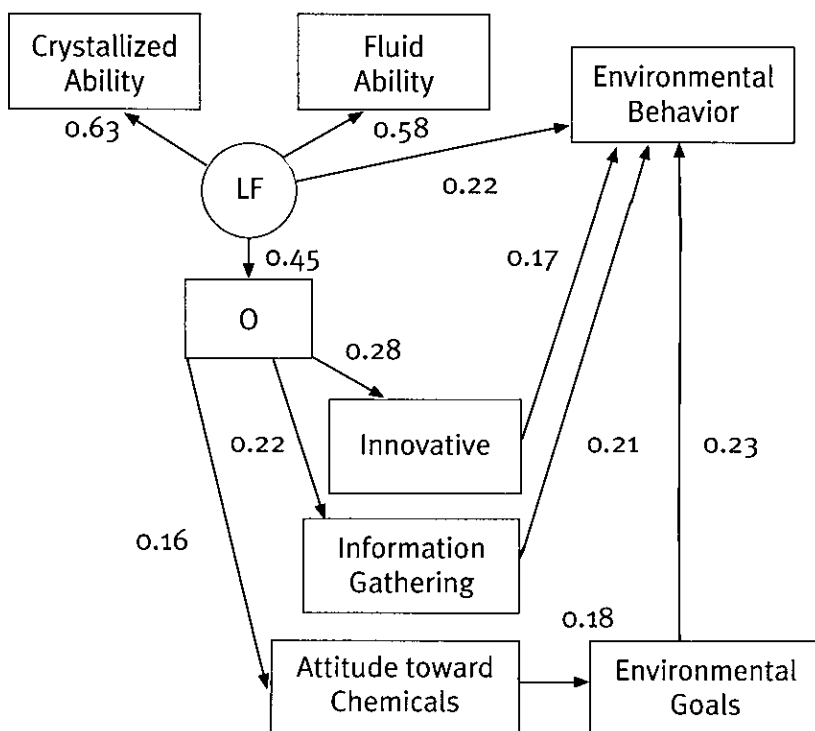 Crystallized
Ability
Fluid
Ability
Environmental
Behavior
0.63
0.58
LF
0.22
0.45
0.17
O
0.28
Innovative
0.22
0.21
0.23
0.16
Information
Gathering
0.18
Attitude toward
Chemicals
Environmental
Goals